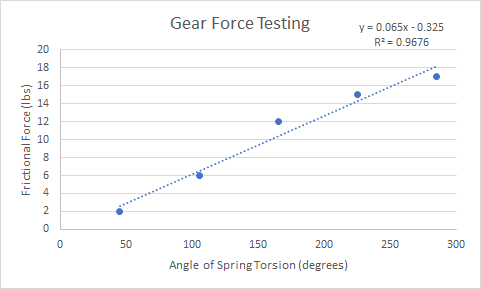 Gear Force Testing
y = 0.065x - 0.325
R² = 0.9676
Frictional Force (lbs)
20
18
16
14
12
10
8
6
4
2
0
0 50 100 150 200 250 300
Angle of Spring Torsion (degrees)